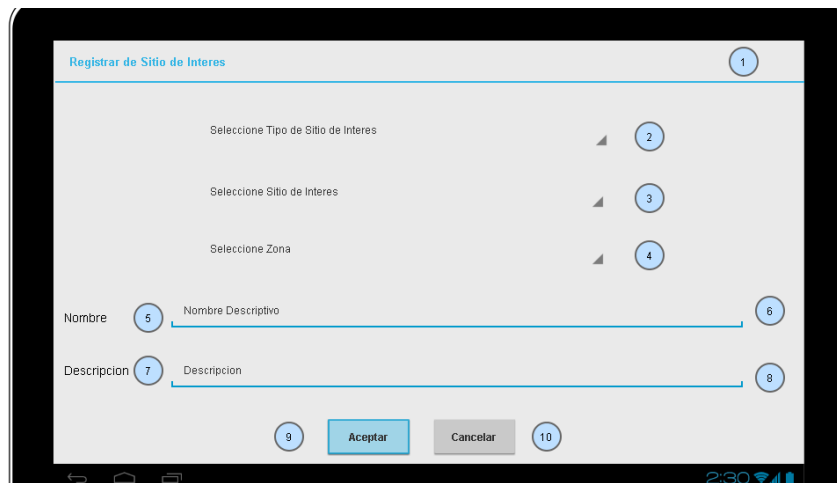 Registrar de Sitio de Interes 1
Seleccione Tipo de Sitio de Interes 2
Seleccione Sitio de Interes 3
Seleccione Zona 4
Nombre 5 Nombre Descriptivo 6
Descripcion 7 Descripcion 8
9 Aceptar Cancelar 10
2:30